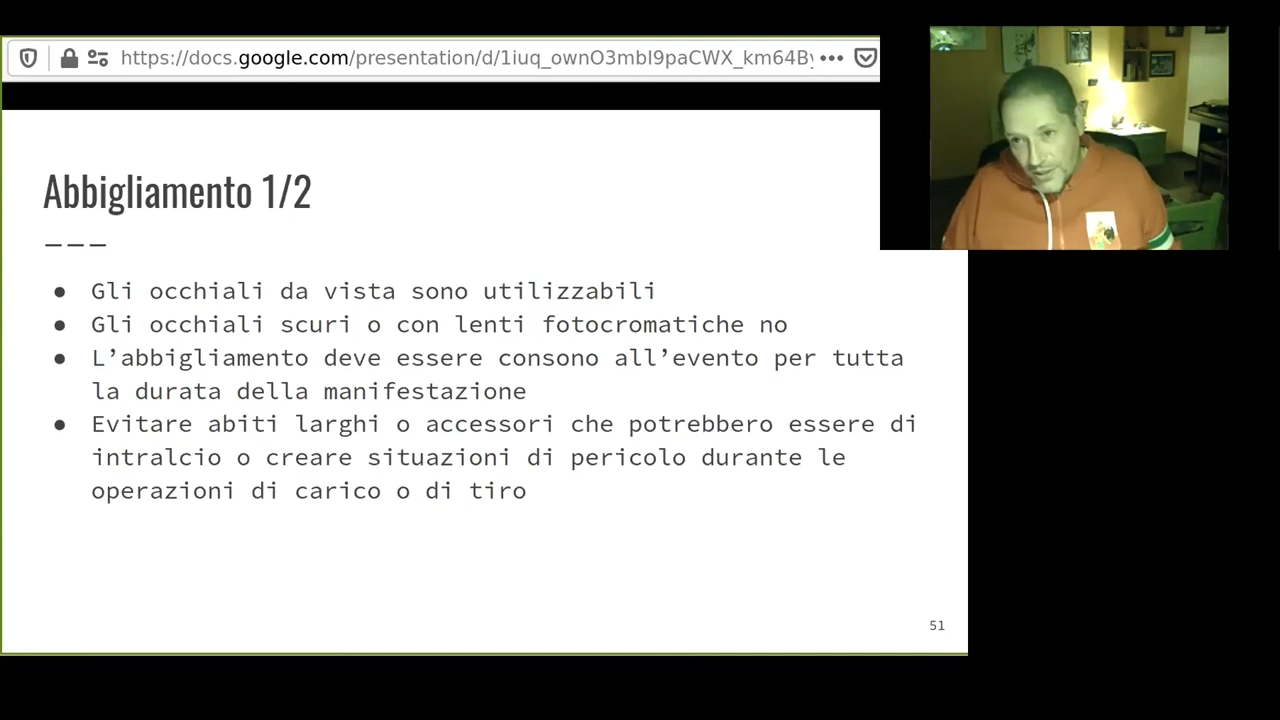 https://docs.google.com/presentation/d/1iuq_ownO3mbl9paCWX_km64By
Abbigliamento 1/2
Gli occhiali da vista sono utilizzabili
Gli occhiali scuri o con lenti fotocromatiche no
L’abbigliamento deve essere consono all’evento per tutta
la durata della manifestazione
Evitare abiti larghi o accessori che potrebbero essere di
intralcio o creare situazioni di pericolo durante le
operazioni di carico o di tiro
51